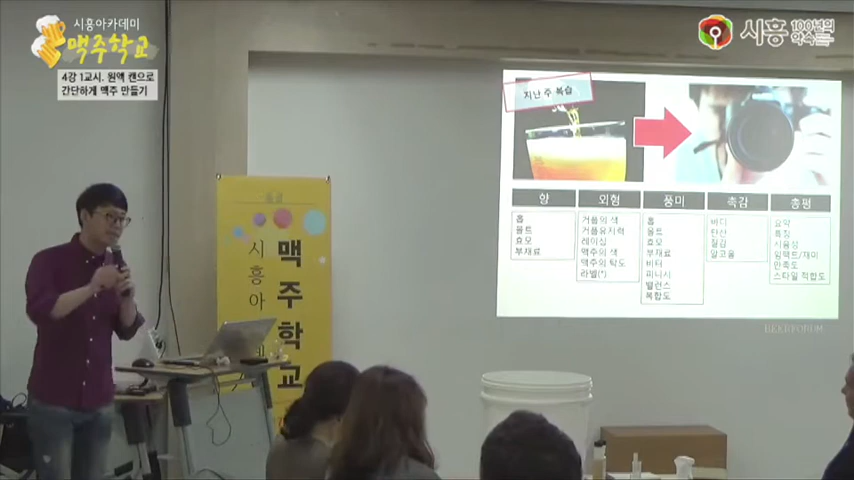 시흥아카데미
맥주학교
4강 1교시. 원액 캔으로
간단하게 맥주 만들기
시흥
100년의
약속
지난 주 복습
향
외형
풍미
촉감
총평
홉
몰트
효모
부재료
거품의 색
거품유지력
레이싱
맥주의 색
맥주의 탁도
라벨(*)
홉
몰트
효모
부재료
비터
피니시
밸런스
복합도
바디
탄산
질감
알코올
요약
특징
시음성
임팩트/재미
만족도
스타일 적합도
BEERFORUM
시흥아
맥주학교